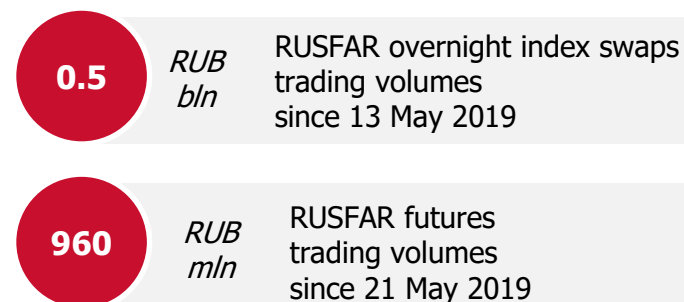 0.5
RUB
bln
RUSFAR overnight index swaps
trading volumes
since 13 May 2019
960
RUB
mln
RUSFAR futures
trading volumes
since 21 May 2019